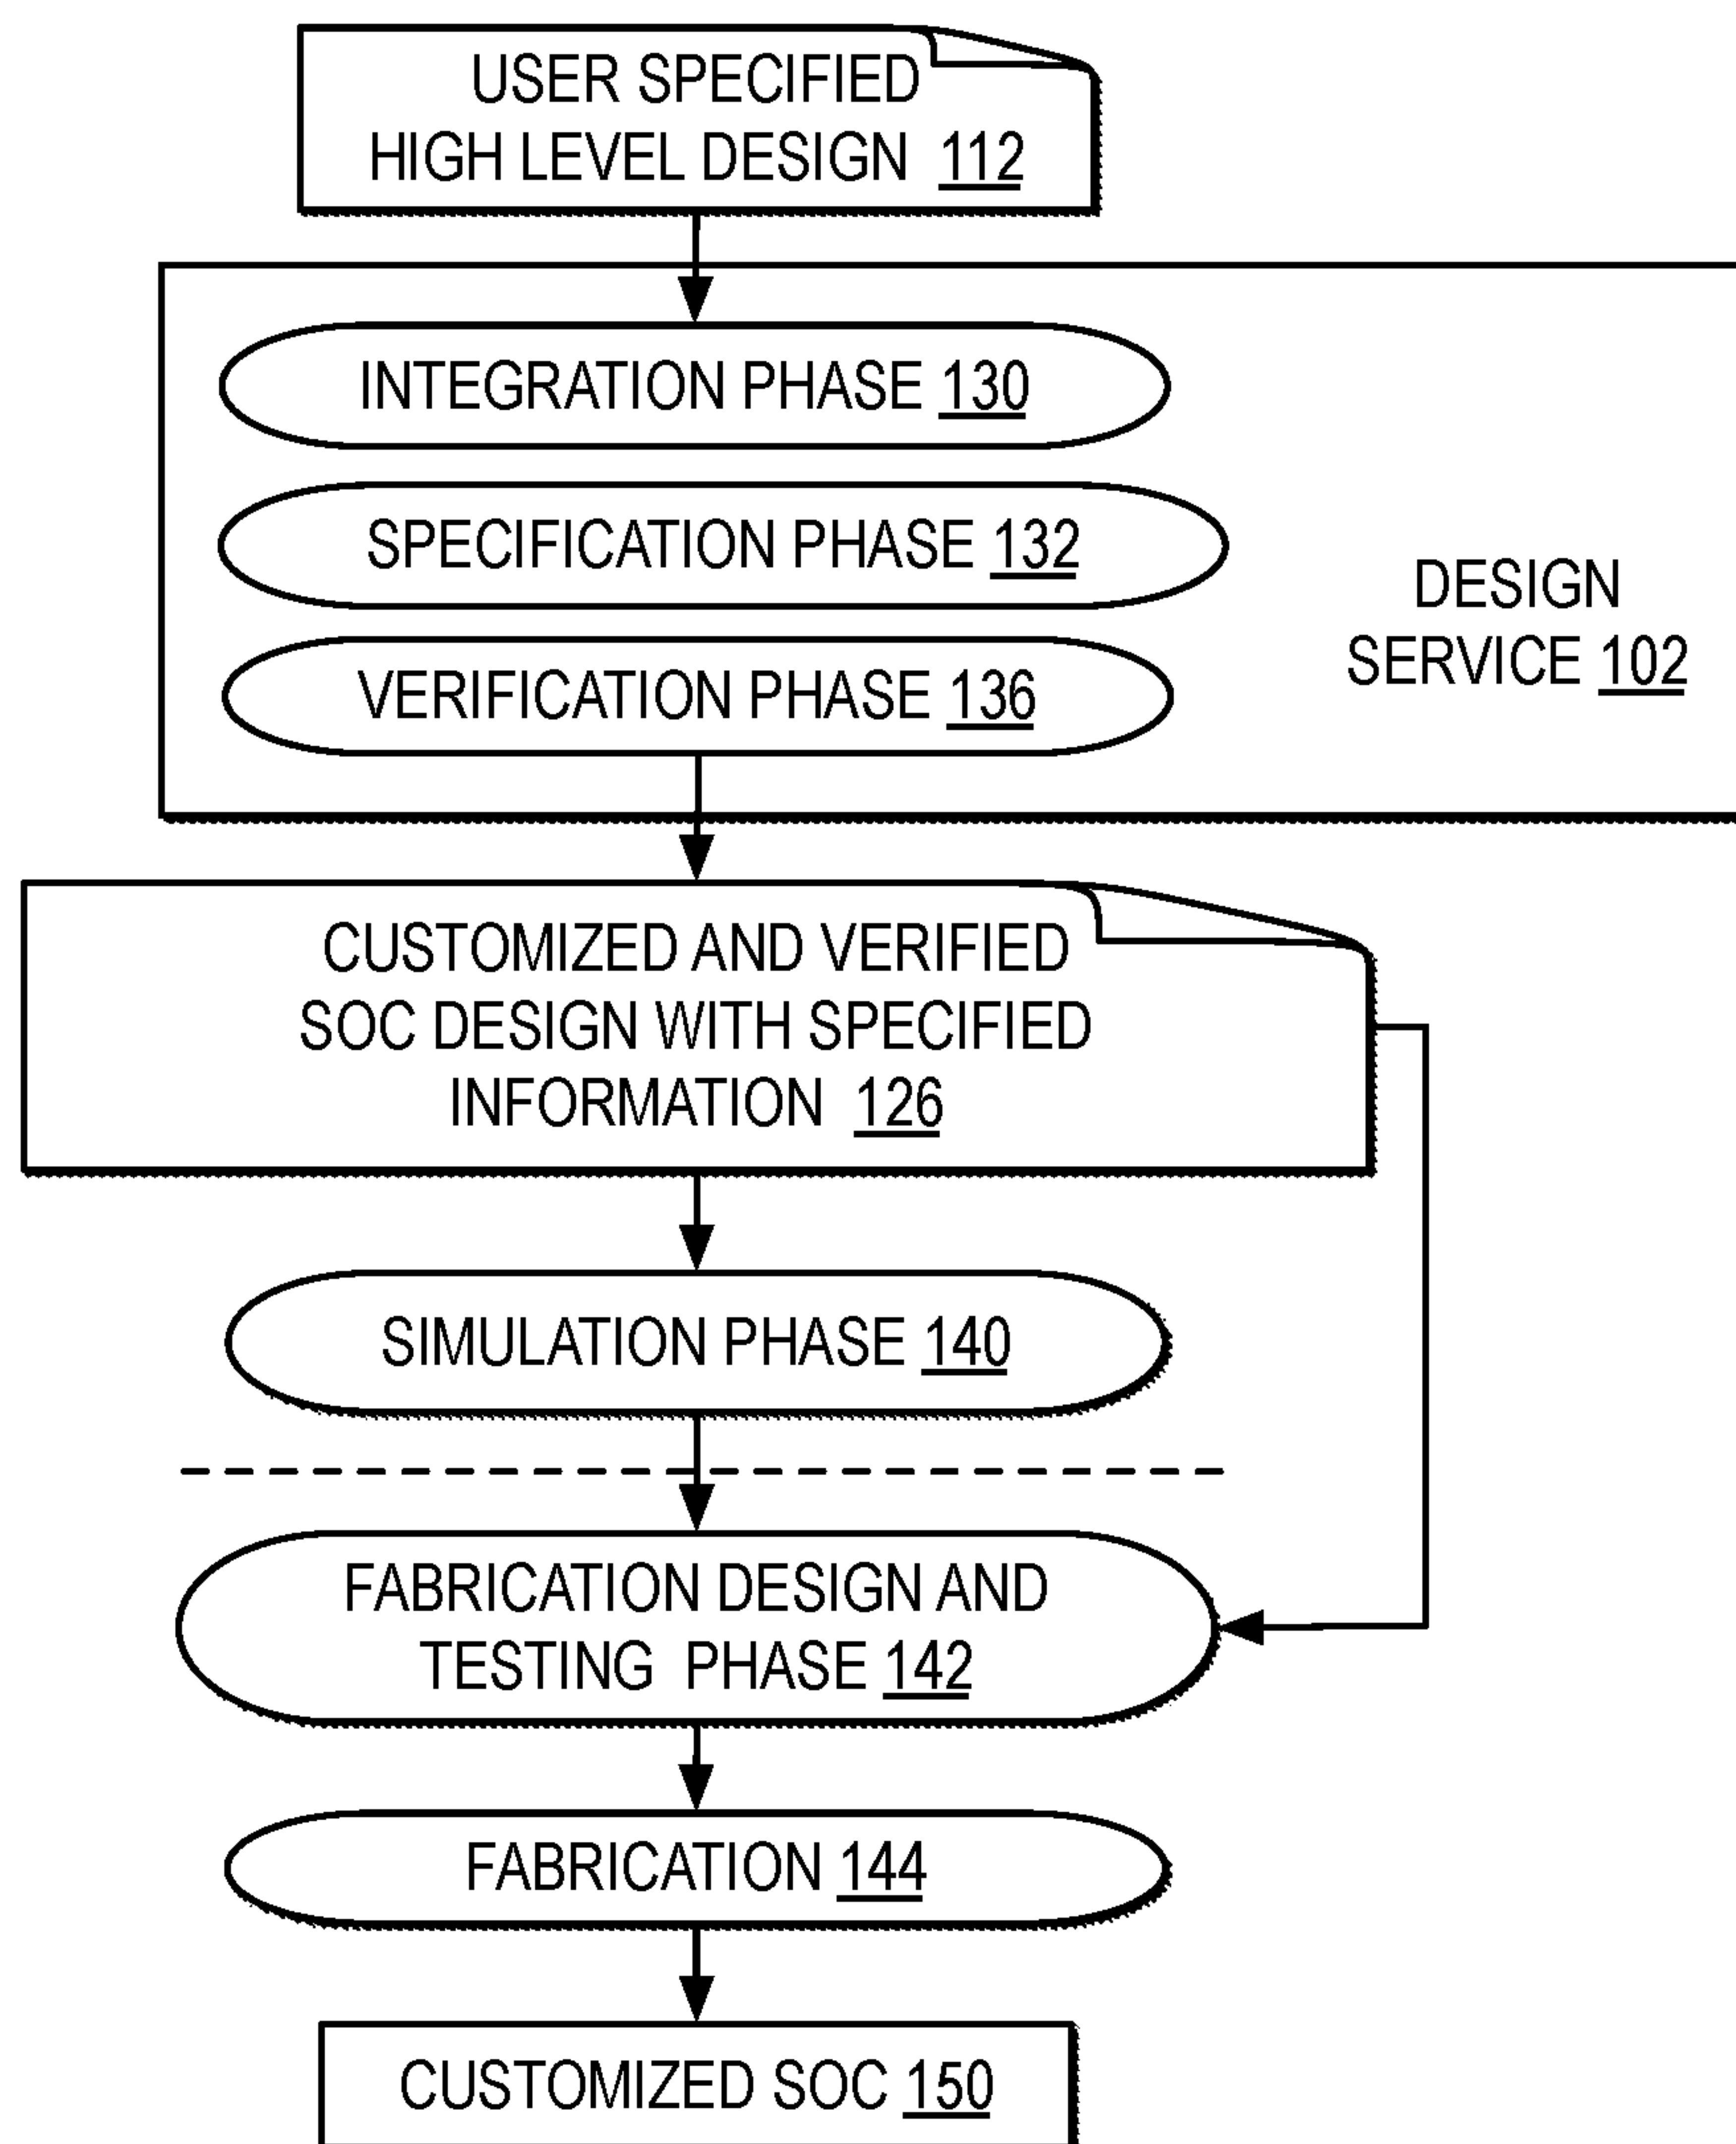 USER SPECIFIED
HIGH LEVEL DESIGN 112
INTEGRATION PHASE 130
SPECIFICATION PHASE 132
VERIFICATION PHASE 136
DESIGN
SERVICE 102
CUSTOMIZED AND VERIFIED
SOC DESIGN WITH SPECIFIED
INFORMATION 126
SIMULATION PHASE 140
FABRICATION DESIGN AND
TESTING PHASE 142
FABRICATION 144
CUSTOMIZED SOC 150